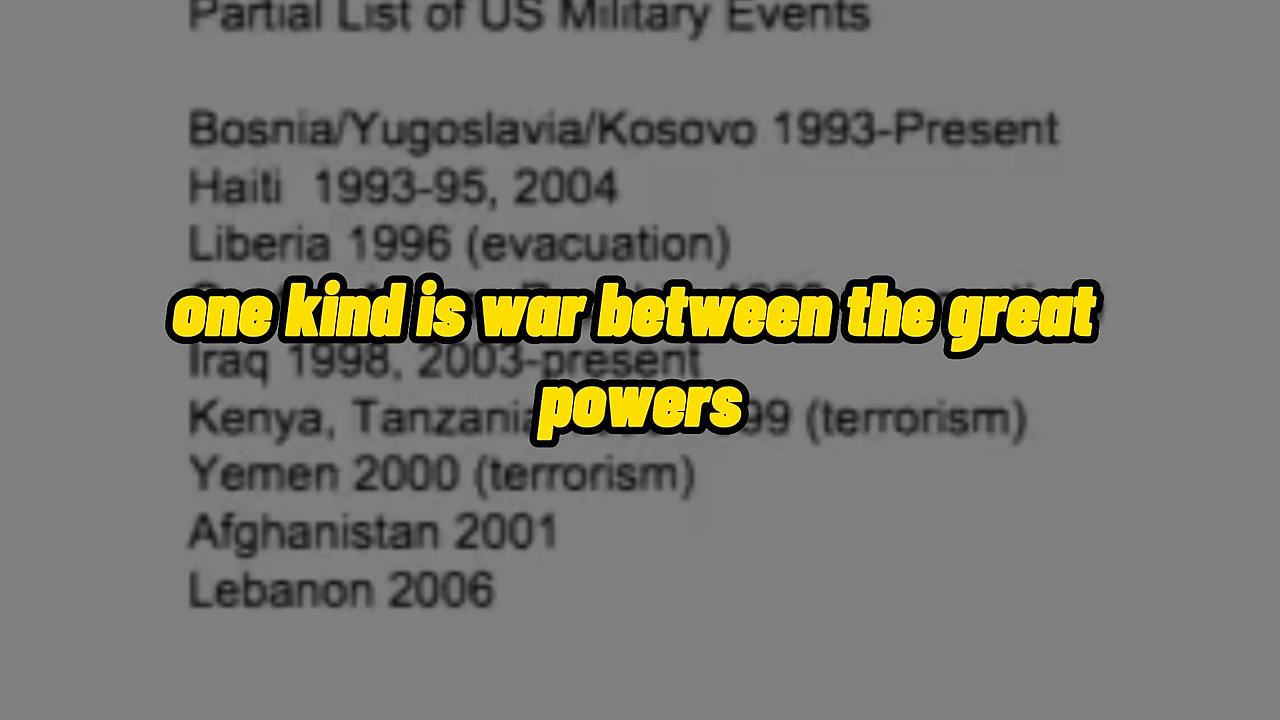 Partial List of US Military Events
Bosnia/Yugoslavia/Kosovo 1993-Present
Haiti 1993-95, 2004
Liberia 1996 (evacuation)
one kind is war between the great
powers
Iraq 1998, 2003-present
Kenya, Tanzania 99 (terrorism)
Yemen 2000 (terrorism)
Afghanistan 2001
Lebanon 2006